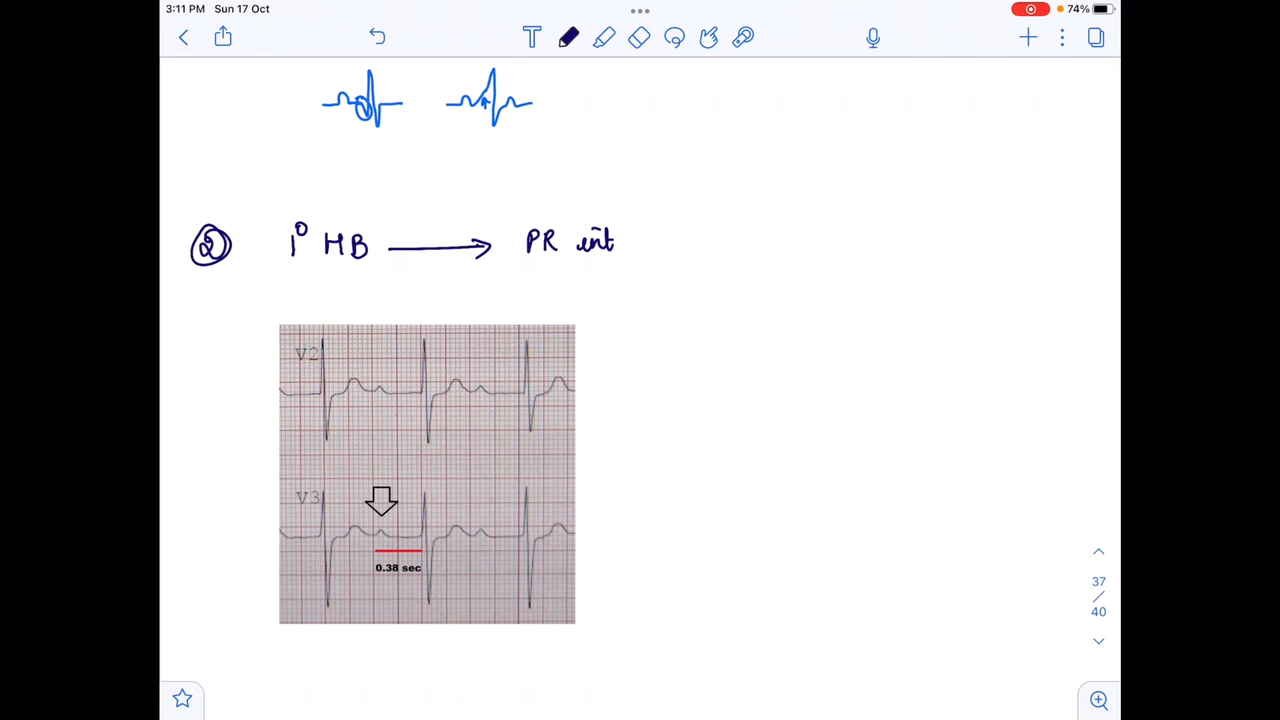 3:11 PM Sun 17 Oct
74%
② 1° HB ⟶ PR int
V2
V3
0.38 sec
37
/
40